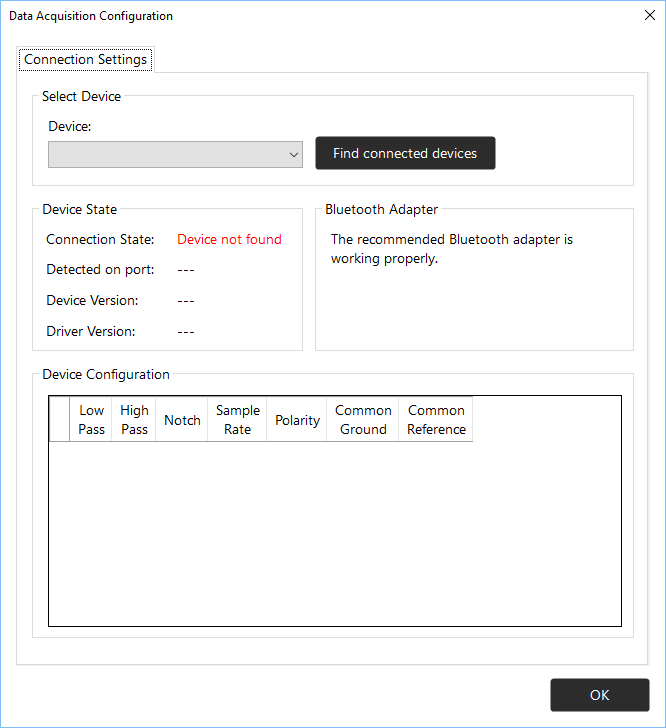 Data Acquisition Configuration
Connection Settings
Select Device
Device:
Find connected devices
Device State
Connection State: Device not found
Detected on port: ---
Device Version: ---
Driver Version: ---
Bluetooth Adapter
The recommended Bluetooth adapter is
working properly.
Device Configuration
Low Pass
High Pass
Notch
Sample Rate
Polarity
Common Ground
Common Reference
OK